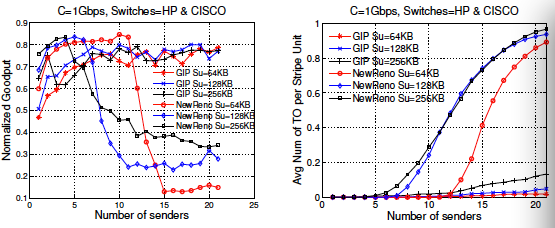 C=1Gbps, Switches=HP & CISCO
0.9
0.8
0.7
0.6
0.5
0.4
0.3
0.2
0.1
0
5
10
15
20
25
Normalized Goodput
Number of senders
GIP Su=64KB
GIP Su=128KB
GIP Su=256KB
NewReno Su=64KB
NewReno Su=128KB
NewReno Su=256KB
C=1Gbps, Switches=HP & CISCO
1
0.8
0.6
0.4
0.2
0
0
5
10
15
20
Avg Num of TO per Stripe Unit
Number of senders
GIP Su=64KB
GIP Su=128KB
GIP Su=256KB
NewReno Su=64KB
NewReno Su=128KB
NewReno Su=256KB